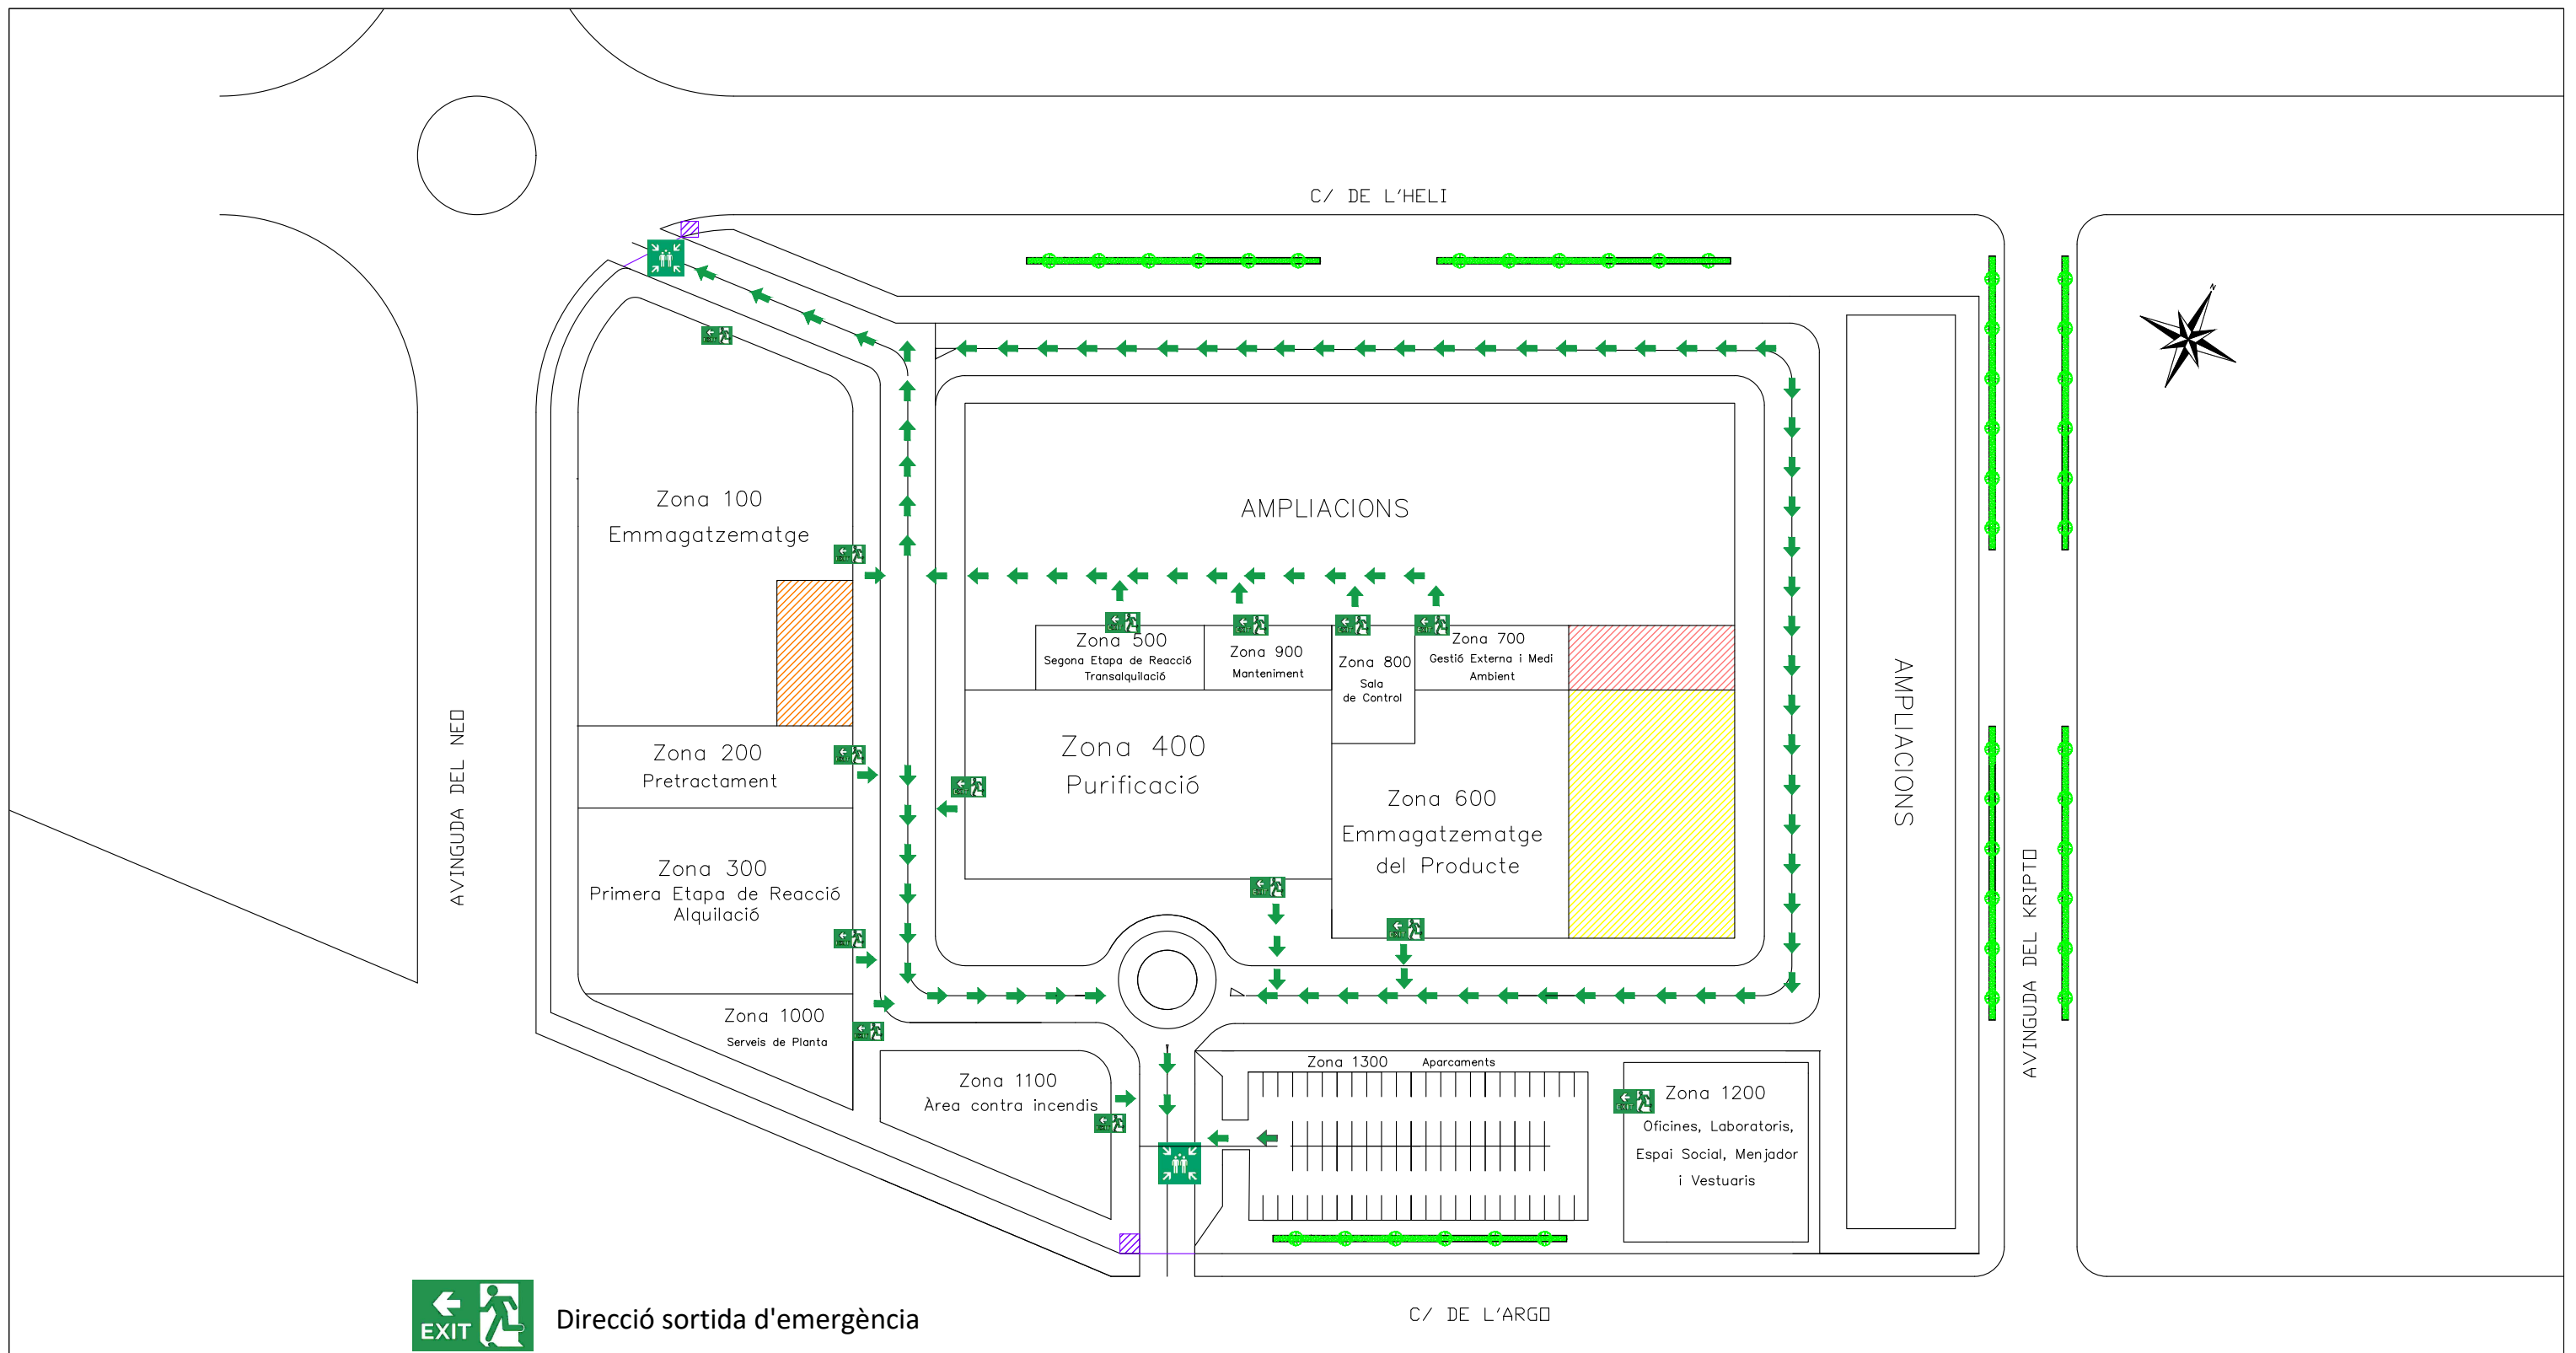 C/ DE L'HELI
N
Zona 100
Emmagatzematge
AMPLIACIONS
Zona 500
Segona Etapa de Reacció
Transalquilació
Zona 900
Manteniment
Zona 800
Sala
de Control
Zona 700
Gestió Externa i Medi
Ambient
AMPLIACIONS
AVINGUDA DEL NEO
Zona 200
Pretractament
Zona 400
Purificació
Zona 600
Emmagatzematge
del Producte
Zona 300
Primera Etapa de Reacció
Alquilació
AVINGUDA DEL KRIPTO
Zona 1000
Serveis de Planta
Zona 1100
Àrea contra incendis
Zona 1300 Aparcaments
Zona 1200
Oficines, Laboratoris,
Espai Social, Menjador
i Vestuaris
EXIT
EXIT
EXIT
C/ DE L'ARGO
EXIT
Direcció sortida d'emergència